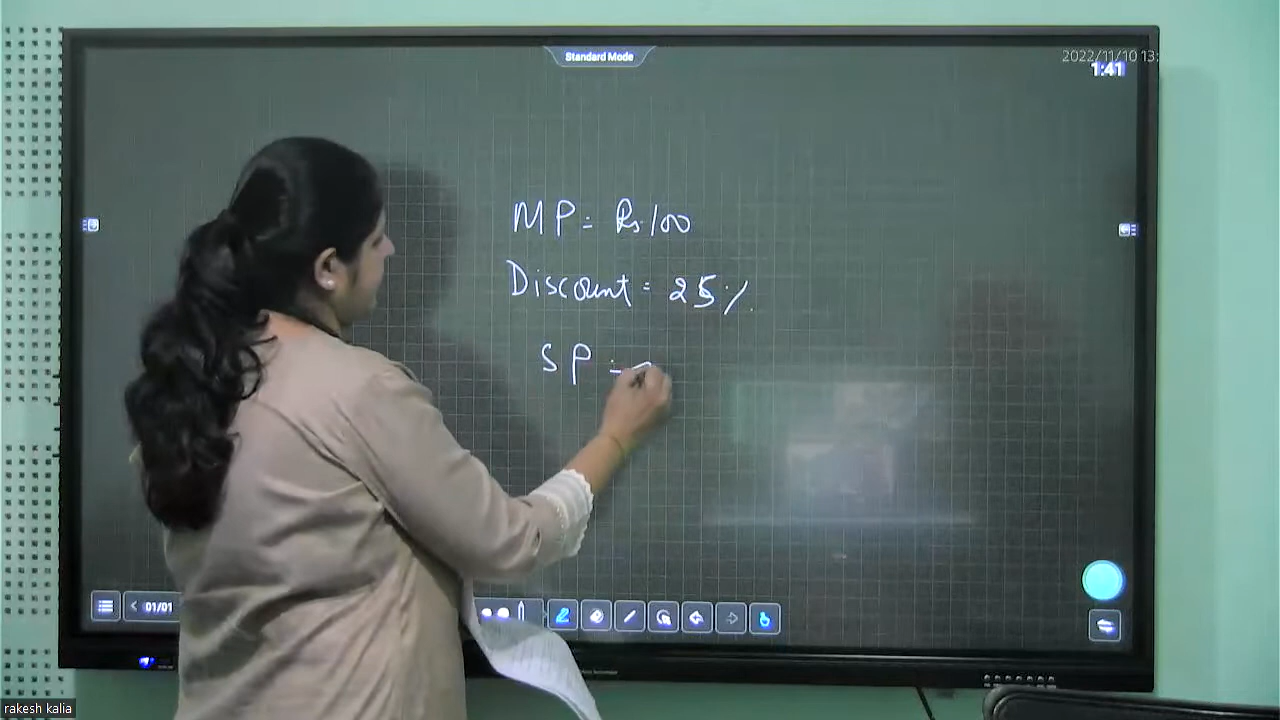 Standard Mode
2022/11/10 13:
1:41
MP = Rs.100
Discount = 25%.
SP =
01/01
rakesh kalia